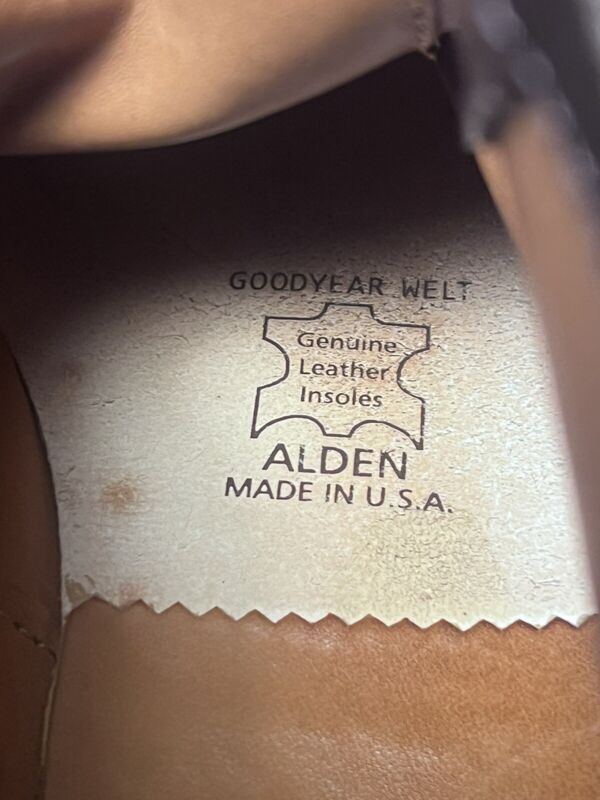 GOODYEAR WELT
Genuine
Leather
Insoles
ALDEN
MADE IN U.S.A.